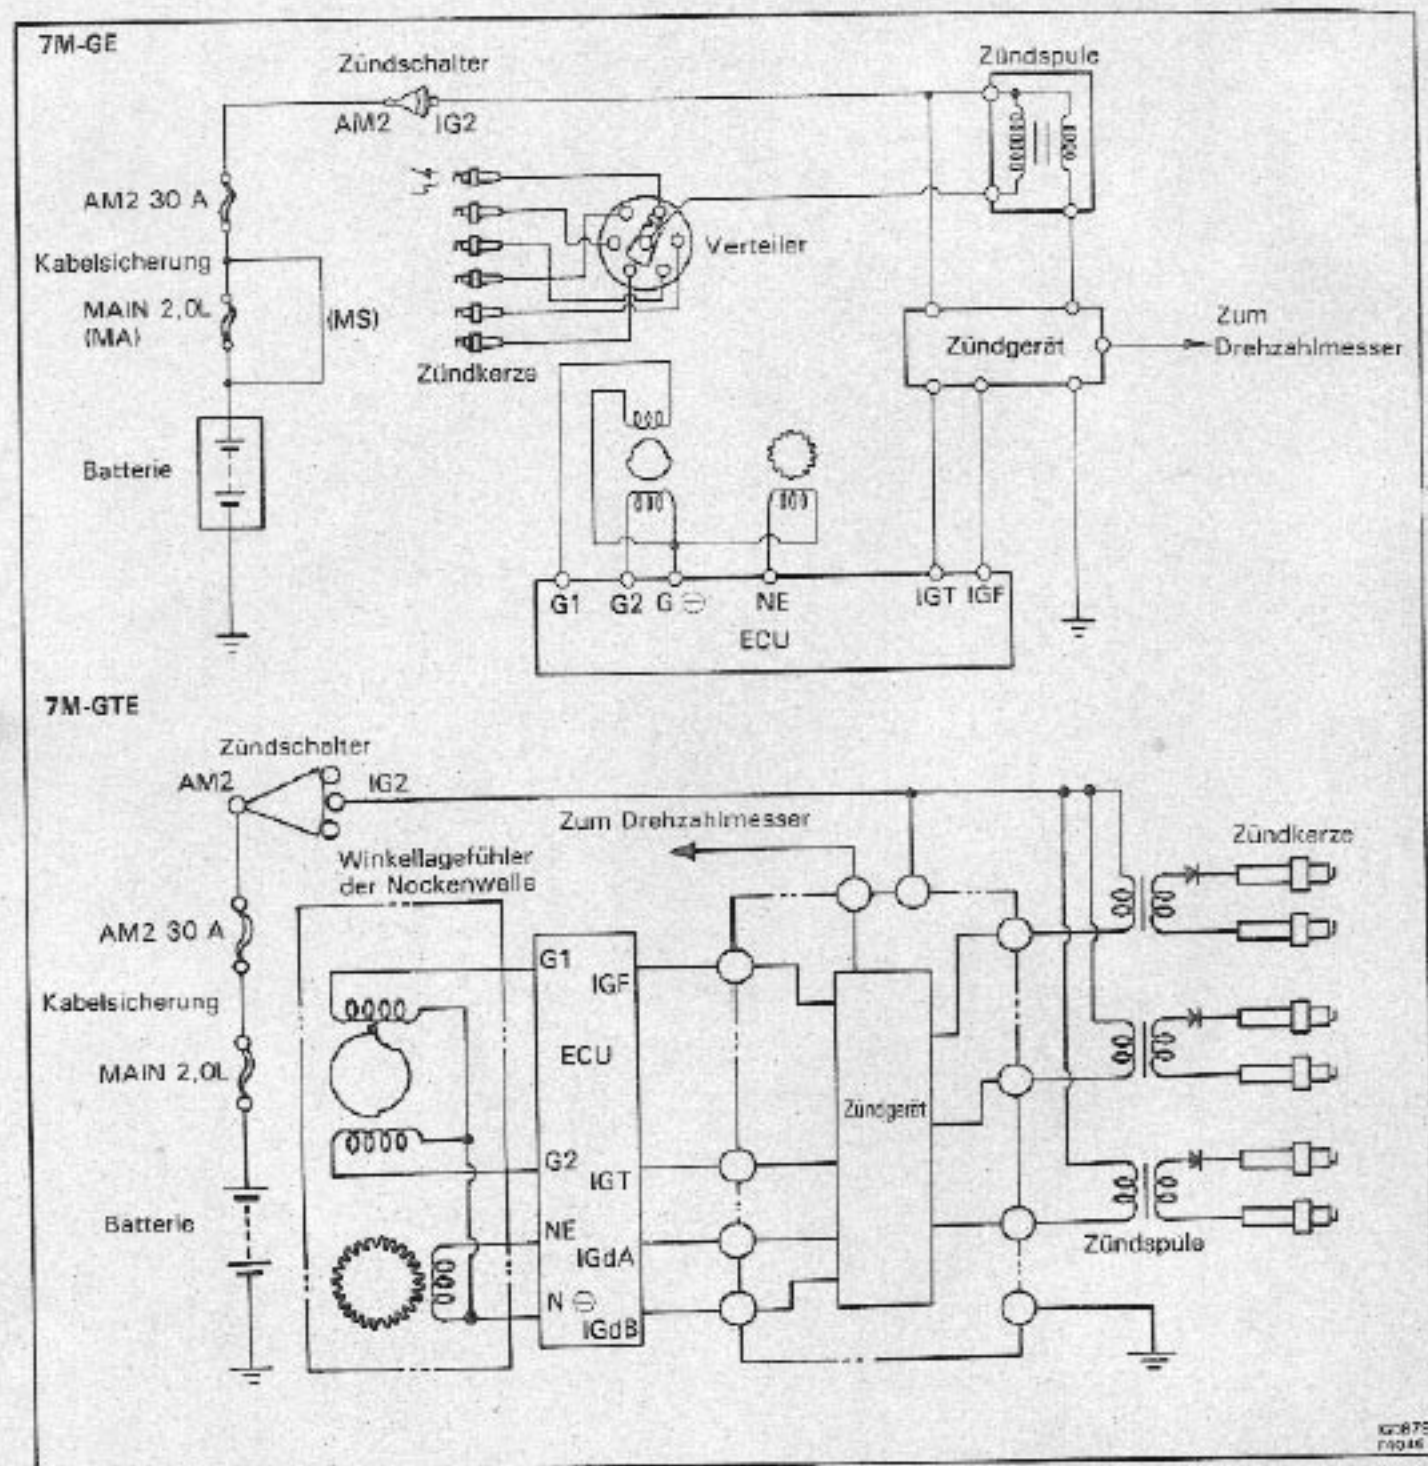 7M-GE
Zündschalter
AM2 IG2
Zündspule
AM2 30 A
Kabelsicherung
MAIN 2,0L
(MA)
(MS)
Batterie
Verteiler
Zündkerze
Zündgerät
Zum
Drehzahlmesser
G1 G2 G ⊖ NE IGT IGF
ECU
7M-GTE
Zündschalter
AM2 IG2
Zum Drehzahlmesser
Zündkerze
Winkellagefühler
der Nockenwelle
AM2 30 A
Kabelsicherung
MAIN 2,0L
Batterie
G1
IGF
ECU
G2
IGT
NE
IGdA
N ⊖
IGdB
Zündgerät
Zündspule